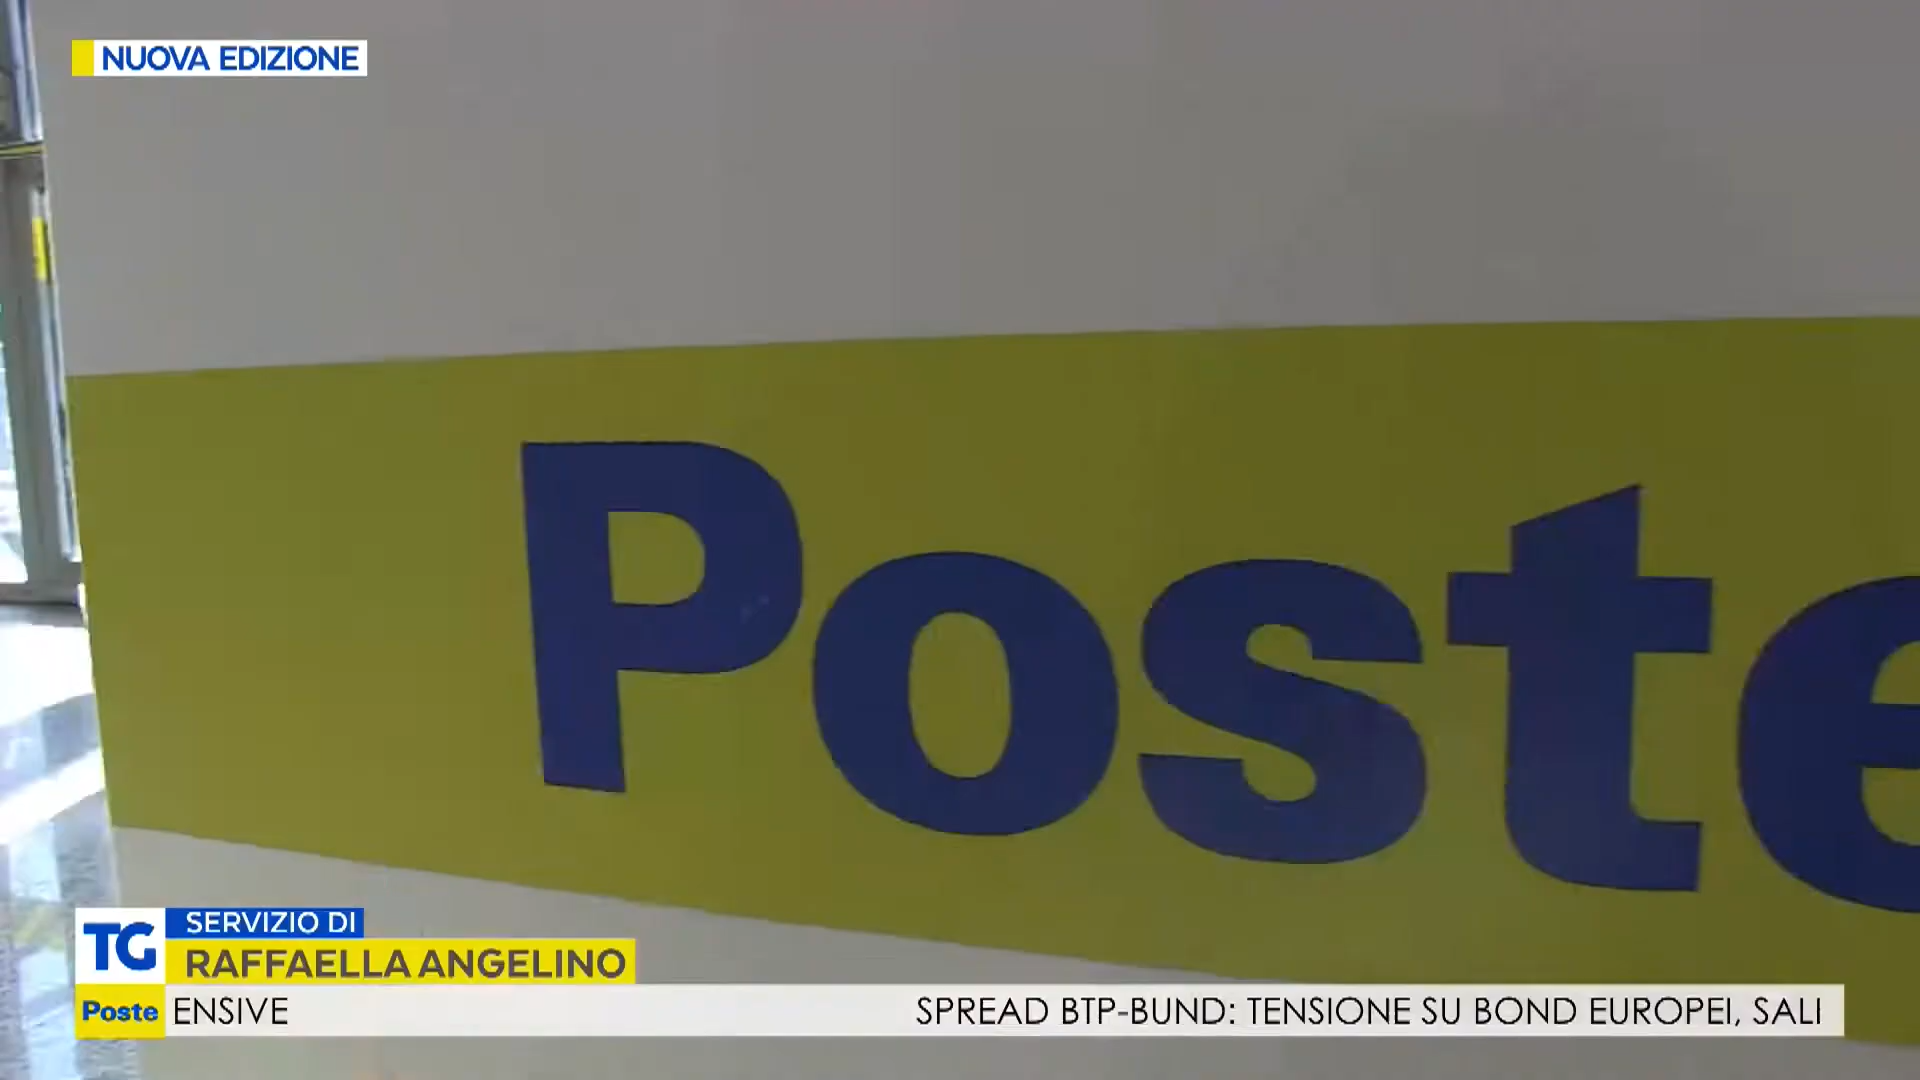 NUOVA EDIZIONE
Poste
TG
SERVIZIO DI
RAFFAELLA ANGELINO
Poste
ENSIVE
SPREAD BTP-BUND: TENSIONE SU BOND EUROPEI, SALI